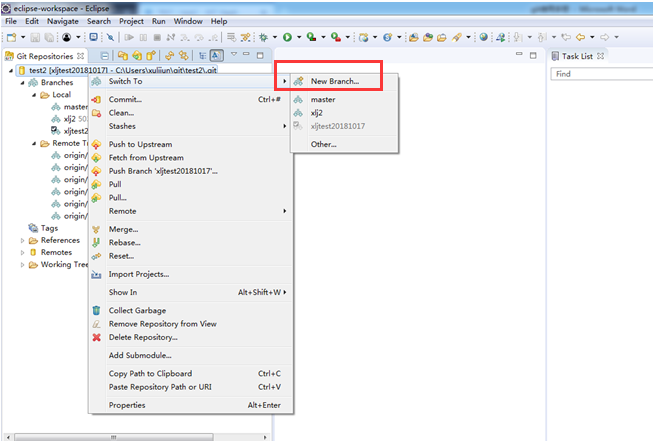 eclipse-workspace - Eclipse
Microsoft Word
File Edit Navigate Search Project Run Window Help
Git Repositories
Task List
test2 [xljtest20181017] - C:\Users\xulijun\git\test2\.git
Find
Branches
Local
master
xlj2
xljtest2
Remote Tr
origin/
origin/
origin/
origin/
origin/
Tags
References
Remotes
Working Tree
Switch To
Commit... Ctrl+#
Clean...
Stashes
Push to Upstream
Fetch from Upstream
Push Branch 'xljtest20181017'...
Pull
Pull...
Remote
Merge...
Rebase...
Reset...
Import Projects...
Show In Alt+Shift+W
Collect Garbage
Remove Repository from View
Delete Repository...
Add Submodule...
Copy Path to Clipboard Ctrl+C
Paste Repository Path or URI Ctrl+V
Properties Alt+Enter
New Branch...
master
xlj2
xljtest20181017
Other...